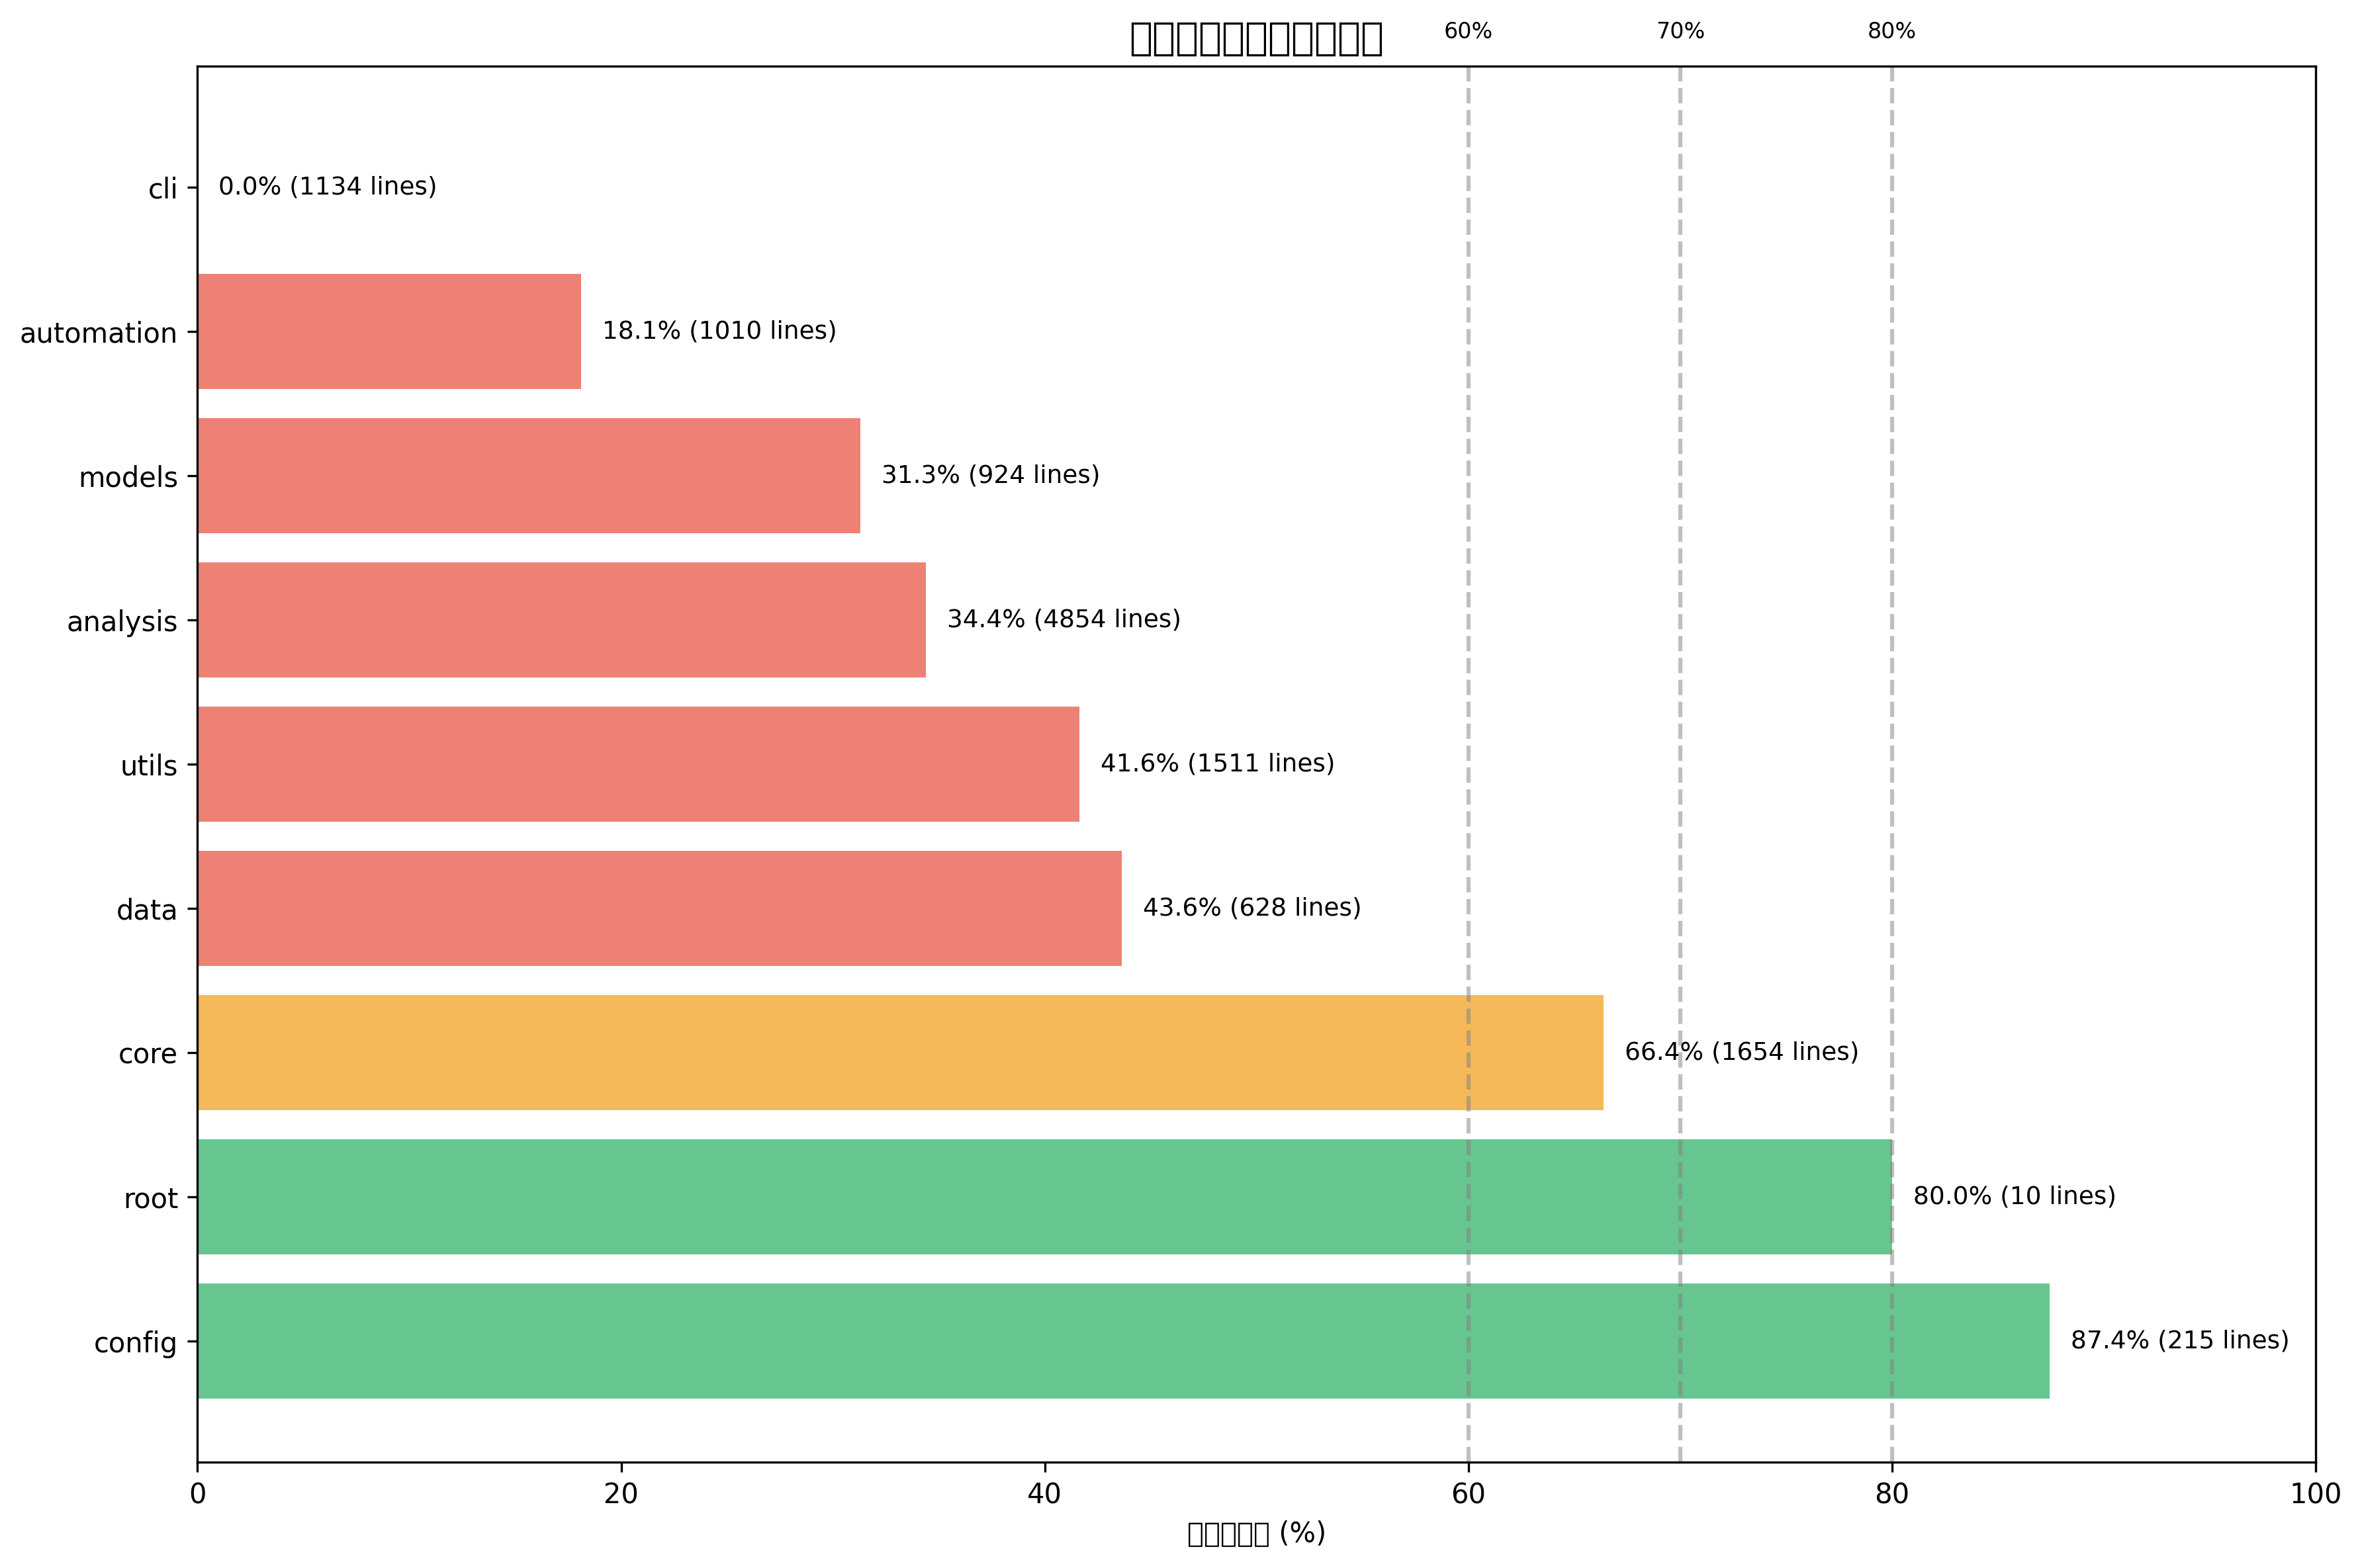 60% 70% 80%
cli 0.0% (1134 lines)
automation 18.1% (1010 lines)
models 31.3% (924 lines)
analysis 34.4% (4854 lines)
utils 41.6% (1511 lines)
data 43.6% (628 lines)
core 66.4% (1654 lines)
root 80.0% (10 lines)
config 87.4% (215 lines)
0 20 40 60 80 100
(%)